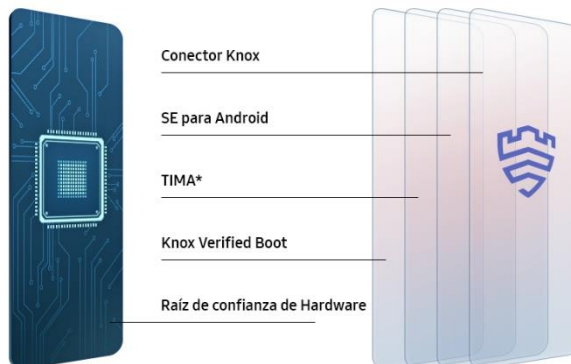 Conector Knox
SE para Android
TIMA*
Knox Verified Boot
Raíz de confianza de Hardware